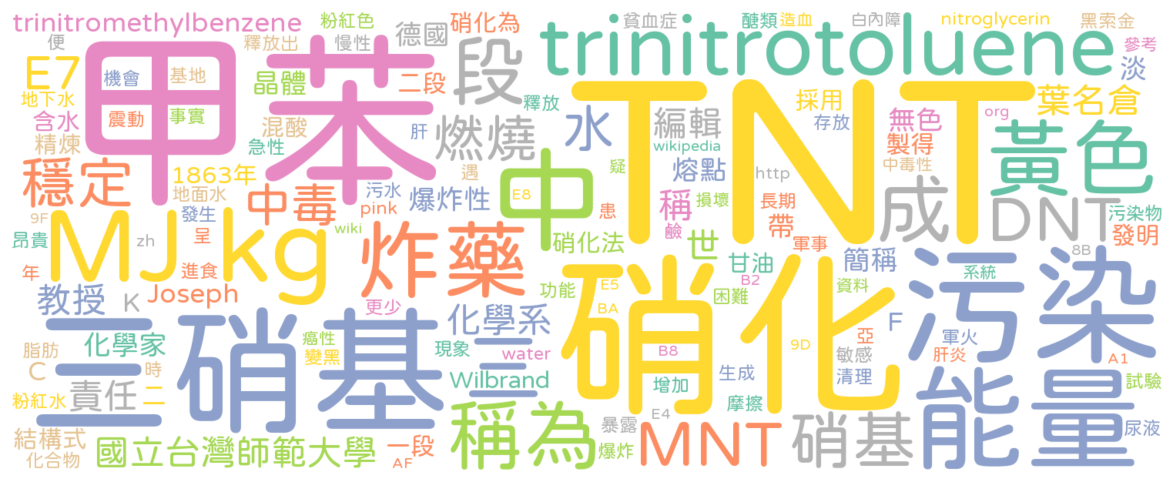 trinitromethylbenzene
粉紅色
德國
硝化為
貧血症
醣類
造血
白內障
nitroglycerin
黑索金
便
釋放出
慢性
trinitrotoluene
參考
E7
機會
基地
甲苯
晶體
二段
段
TNT
採用
淡
地下水
震動
事實
釋放
葉名倉
含水
混酸
燃燒
水
編輯
存放
無色
org
精煉
急性
肝
wikipedia
製得
黃色
1863年
遇
疑
熔點
中毒性
穩定
地面水
中毒
污水
爆炸性
中
E8
稱
損壞
http
長期
成
DNT
污染物
9F
發生
pink
患
帶
發明
昂貴
MJ
kg
zh
wiki
炸藥
硝化法
世
軍事
8B
年
呈
進食
甘油
簡稱
系統
污染
教授
K
Joseph
更少
功能
E5
困難
B2
資料
硝化
三硝基
化學系
BA
F
脂肪
化學家
癌性
變黑
現象
三
water
B8
9D
亞
敏感
軍火
肝炎
A1
C
時
Wilbrand
增加
生成
清理
能量
試驗
粉紅水
責任
二
稱為
摩擦
結構式
國立台灣師範大學
一段
暴露
E4
MNT
硝基
尿液
化合物
AF
爆炸
鹼